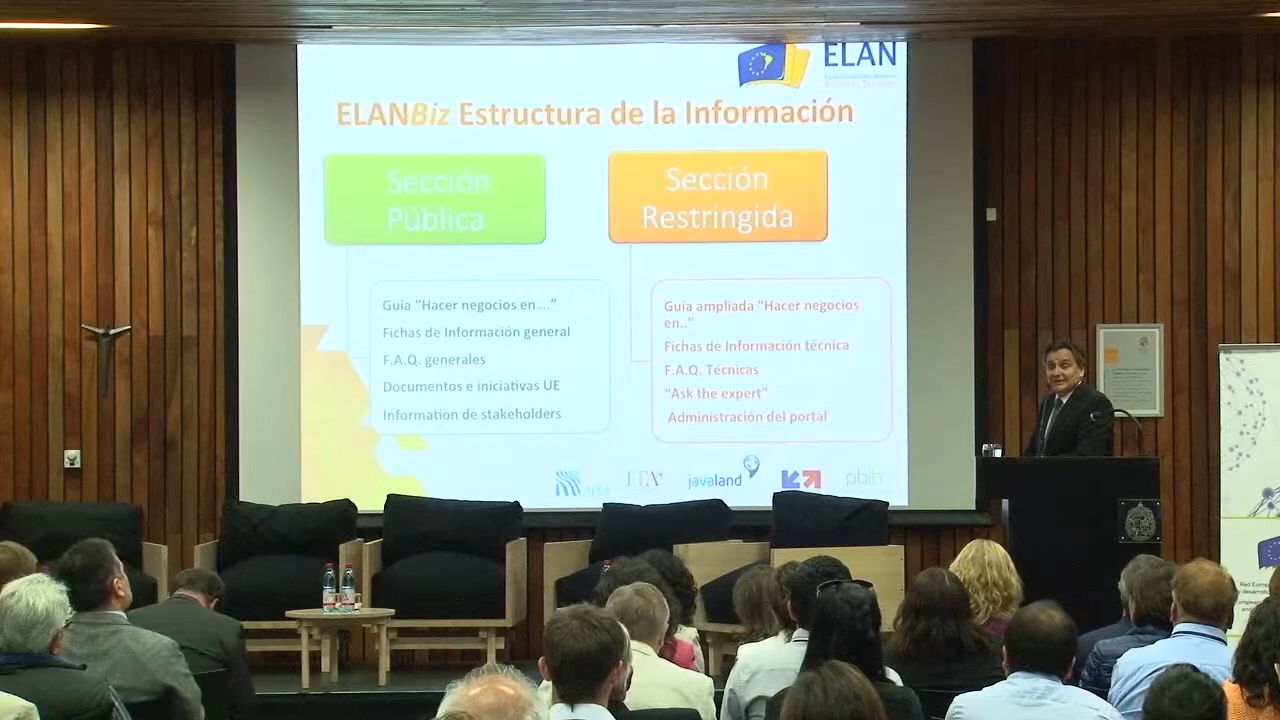 ELAN
ELANBiz Estructura de la Información
Sección
Pública
Guía "Hacer negocios en...."
Fichas de Información general
F.A.Q. generales
Documentos e iniciativas UE
Information de stakeholders
Sección
Restringida
Guía ampliada "Hacer negocios
en.."
Fichas de Información técnica
F.A.Q. Técnicas
"Ask the expert"
Administración del portal
javaland
pbih
Red Euro